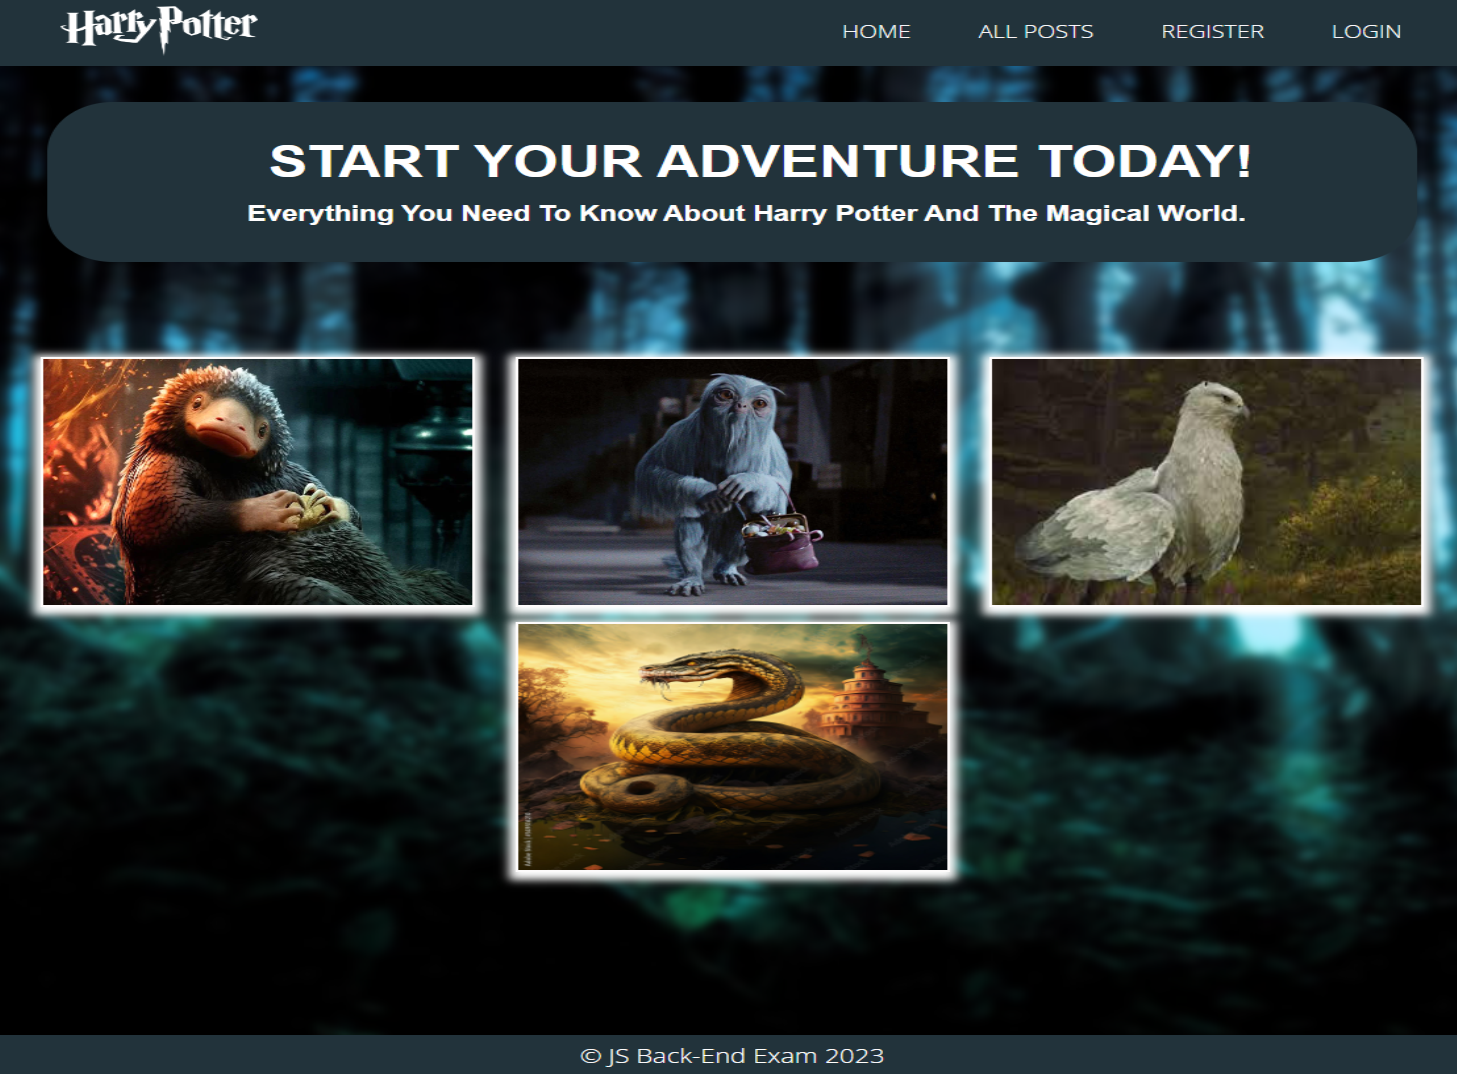 Harry Potter
HOME ALL POSTS REGISTER LOGIN
START YOUR ADVENTURE TODAY!
Everything You Need To Know About Harry Potter And The Magical World.
© JS Back-End Exam 2023